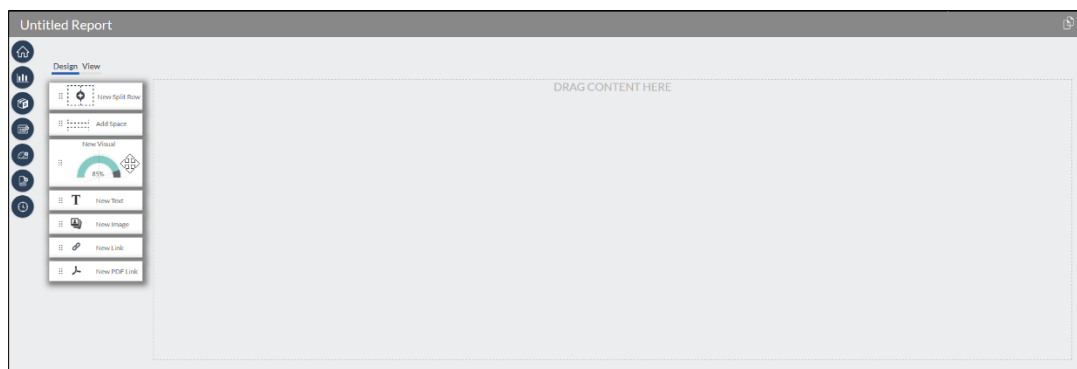 Untitled Report
Design View
DRAG CONTENT HERE
New Split Row
Add Space
New Visual
85%
New Text
New Image
New Link
New PDF Link